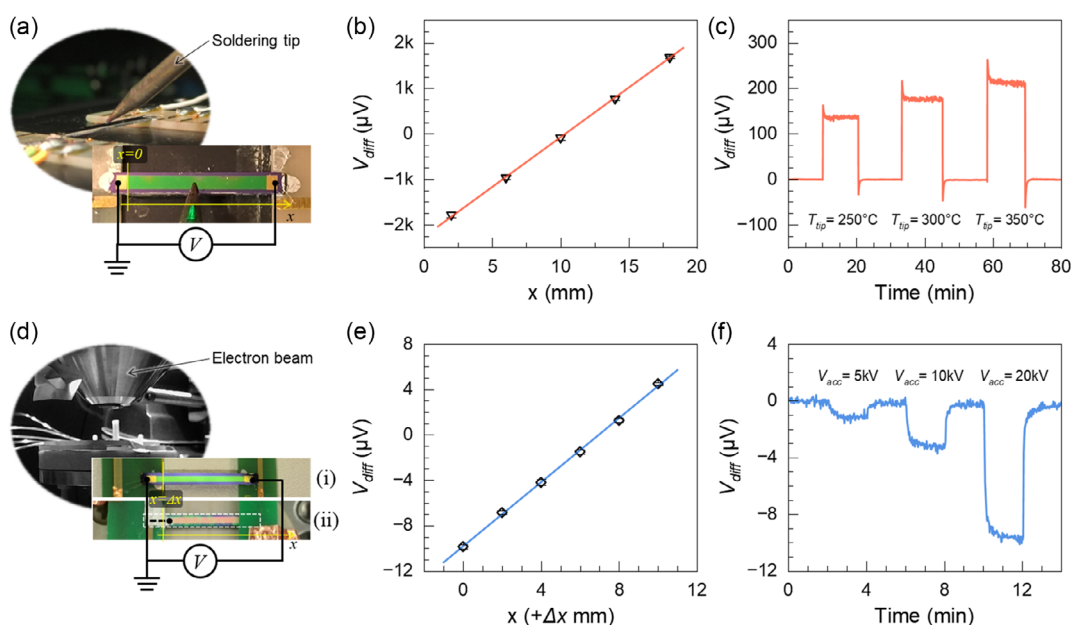 (a)
Soldering tip
x=0
x
V
(b)
V_diff (µV)
2k
1k
0
−1k
−2k
0 5 10 15 20
x (mm)
(c)
V_diff (µV)
300
200
100
0
−100
T_tip = 250°C T_tip = 300°C T_tip = 350°C
0 20 40 60 80
Time (min)
(d)
Electron beam
(i)
x=Δx
(ii)
x
V
(e)
V_diff (µV)
8
4
0
−4
−8
−12
0 4 8 12
x (+Δx mm)
(f)
V_diff (µV)
4
0
−4
−8
−12
V_acc = 5kV V_acc = 10kV V_acc = 20kV
0 4 8 12
Time (min)